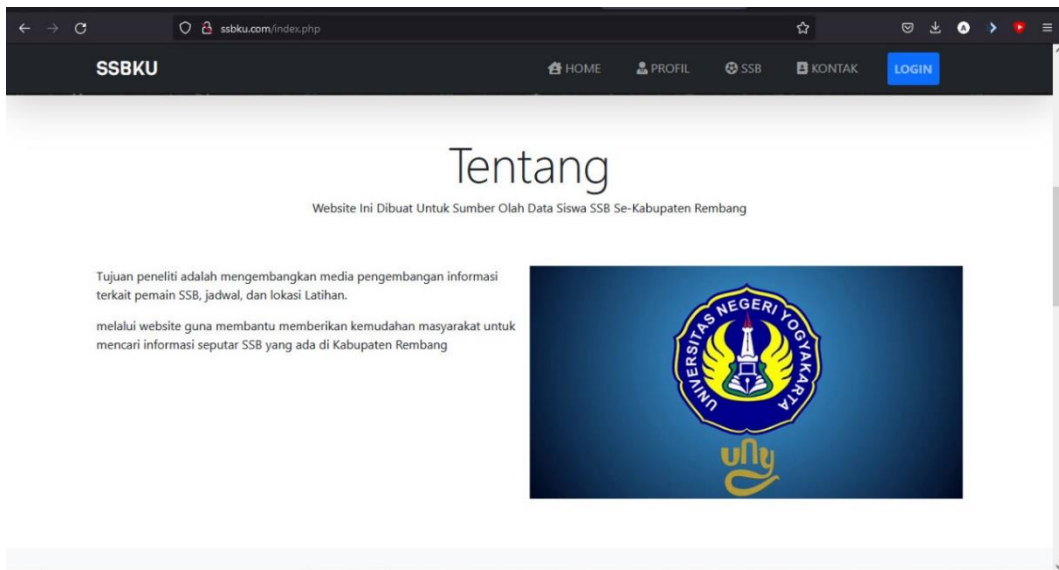 ssbku.com/index.php
SSBKU
HOME
PROFIL
SSB
KONTAK
LOGIN
Tentang
Website Ini Dibuat Untuk Sumber Olah Data Siswa SSB Se-Kabupaten Rembang
Tujuan peneliti adalah mengembangkan media pengembangan informasi
terkait pemain SSB, jadwal, dan lokasi Latihan.
melalui website guna membantu memberikan kemudahan masyarakat untuk
mencari informasi seputar SSB yang ada di Kabupaten Rembang
UNIVERSITAS NEGERI YOGYAKARTA
uny